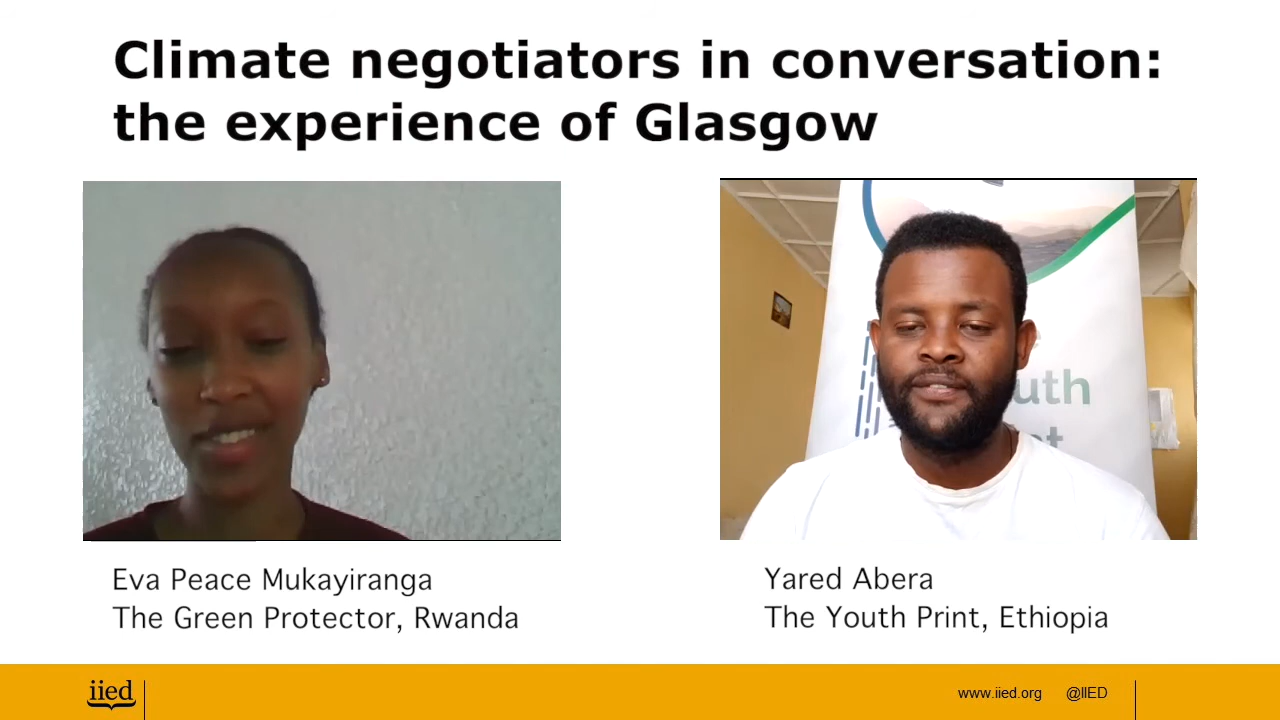 Climate negotiators in conversation:
the experience of Glasgow
uth
Eva Peace Mukayiranga
The Green Protector, Rwanda
Yared Abera
The Youth Print, Ethiopia
iied
www.iied.org @IIED